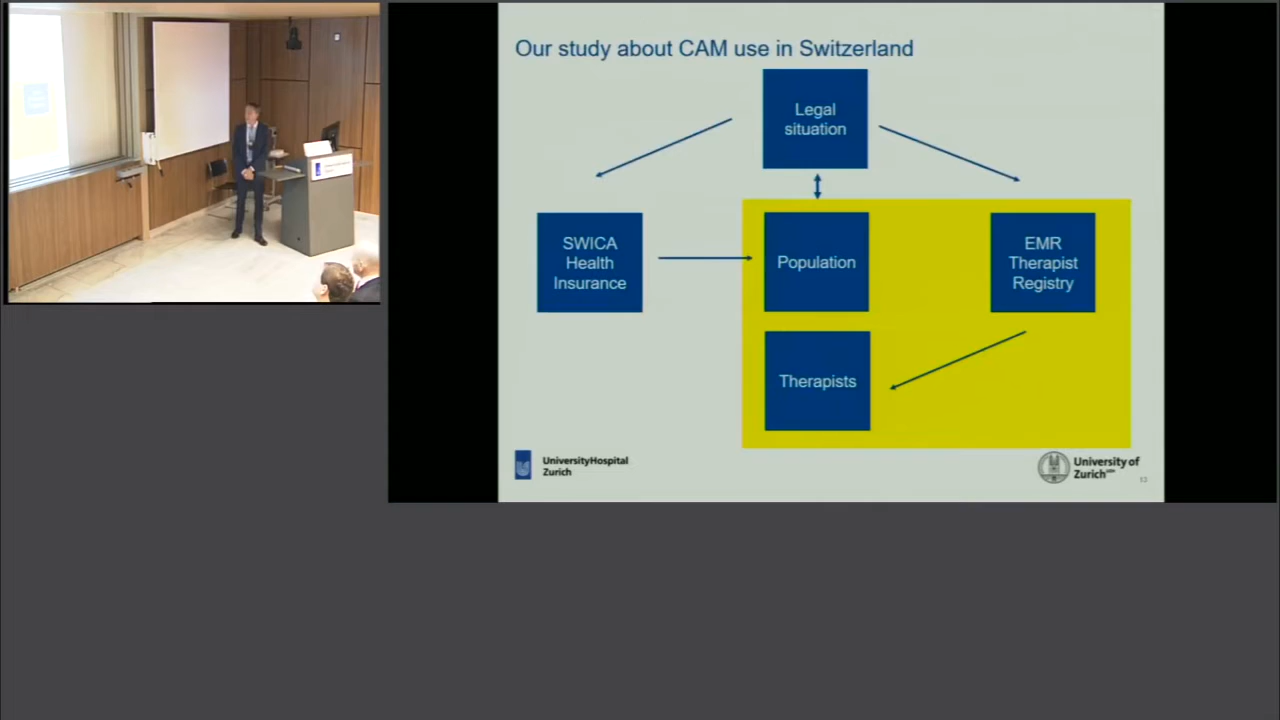 Our study about CAM use in Switzerland
Legal
situation
SWICA
Health
Insurance
Population
EMR
Therapist
Registry
Therapists
UniversityHospital
Zurich
University of
Zurich
13